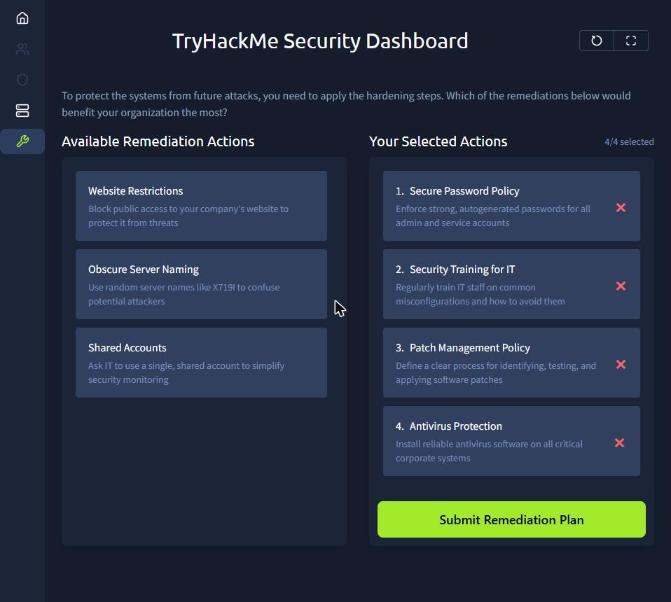 TryHackMe Security Dashboard
To protect the systems from future attacks, you need to apply the hardening steps. Which of the remediations below would
benefit your organization the most?
Available Remediation Actions
Website Restrictions
Block public access to your company's website to
protect it from threats
Obscure Server Naming
Use random server names like X719I to confuse
potential attackers
Shared Accounts
Ask IT to use a single, shared account to simplify
security monitoring
Your Selected Actions
4/4 selected
1. Secure Password Policy
Enforce strong, autogenerated passwords for all
admin and service accounts
2. Security Training for IT
Regularly train IT staff on common
misconfigurations and how to avoid them
3. Patch Management Policy
Define a clear process for identifying, testing, and
applying software patches
4. Antivirus Protection
Install reliable antivirus software on all critical
corporate systems
Submit Remediation Plan